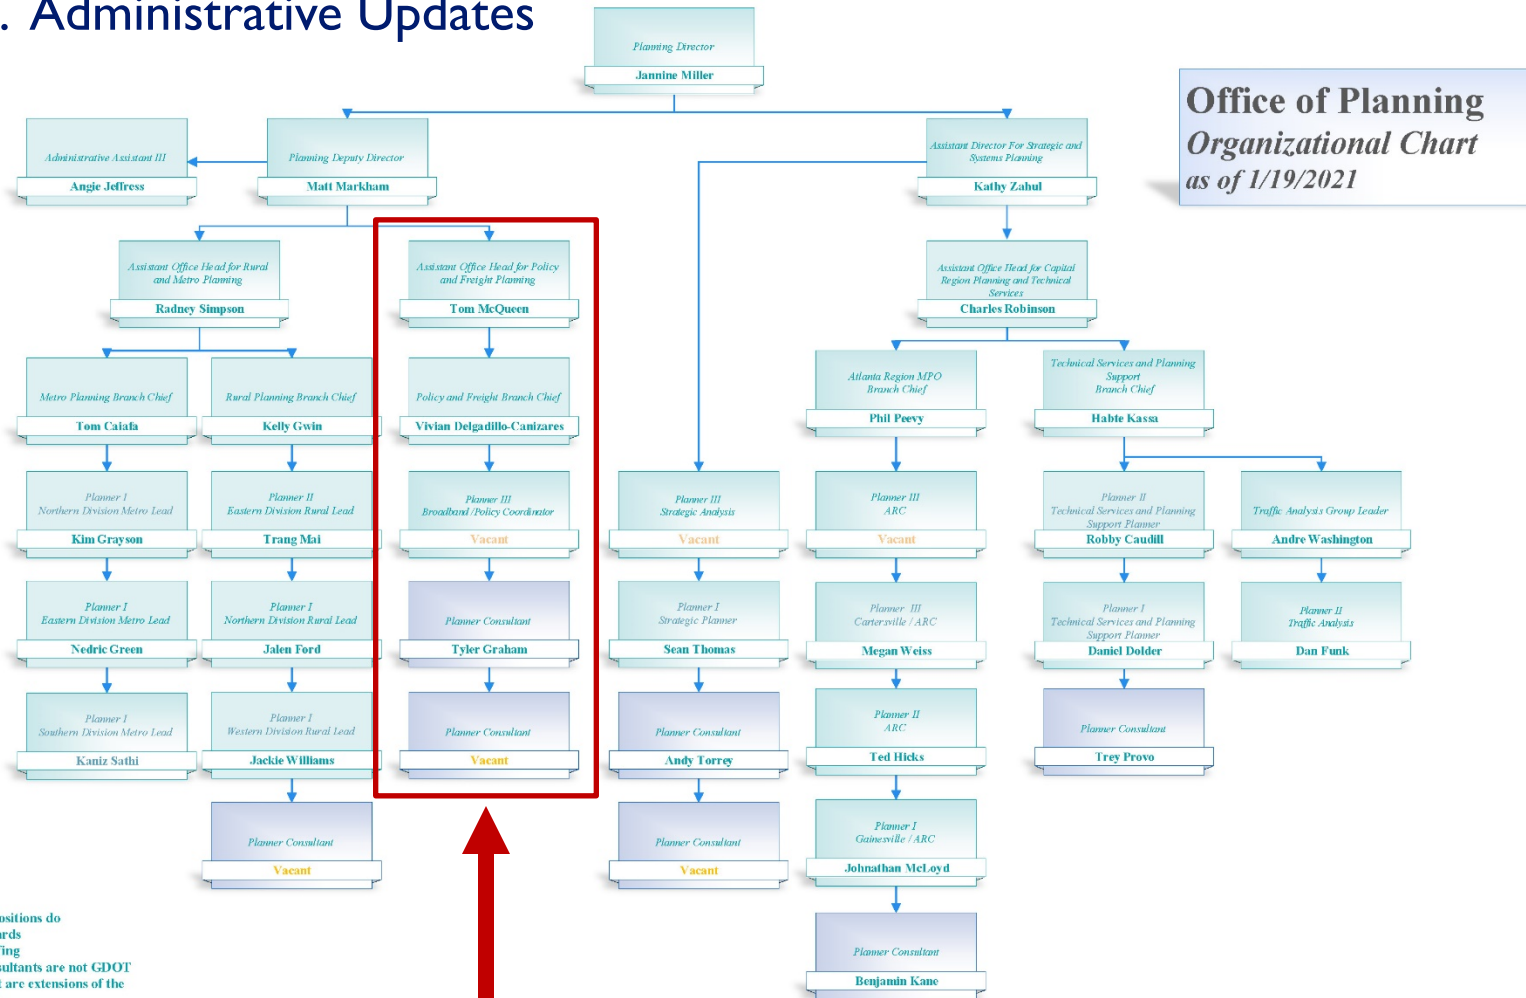 . Administrative Updates
Planning Director
Jannine Miller
Office of Planning
Organizational Chart
as of 1/19/2021
Administrative Assistant III
Angie Jeffress
Planning Deputy Director
Matt Markham
Assistant Director For Strategic and
Systems Planning
Kathy Zahul
Assistant Office Head for Rural
and Metro Planning
Radney Simpson
Assistant Office Head for Policy
and Freight Planning
Tom McQueen
Assistant Office Head for Capital
Region Planning and Technical
Services
Charles Robinson
Metro Planning Branch Chief
Tom Caiafa
Rural Planning Branch Chief
Kelly Gwin
Policy and Freight Branch Chief
Vivian Delgadillo-Canizares
Atlanta Region MPO
Branch Chief
Phil Peevy
Technical Services and Planning
Support
Branch Chief
Habte Kassa
Planner I
Northern Division Metro Lead
Kim Grayson
Planner II
Eastern Division Rural Lead
Trang Mai
Planner III
Broadband /Policy Coordinator
Vacant
Planner III
Strategic Analysis
Vacant
Planner III
ARC
Vacant
Planner II
Technical Services and Planning
Support Planner
Robby Caudill
Traffic Analysis Group Leader
Andre Washington
Planner I
Eastern Division Metro Lead
Nedric Green
Planner I
Northern Division Rural Lead
Jalen Ford
Planner Consultant
Tyler Graham
Planner I
Strategic Planner
Sean Thomas
Planner III
Cartersville / ARC
Megan Weiss
Planner I
Technical Services and Planning
Support Planner
Daniel Dolder
Planner II
Traffic Analysis
Dan Funk
Planner I
Southern Division Metro Lead
Kaniz Sathi
Planner I
Western Division Rural Lead
Jackie Williams
Planner Consultant
Vacant
Planner Consultant
Andy Torrey
Planner II
ARC
Ted Hicks
Planner Consultant
Trey Provo
Planner Consultant
Vacant
Planner Consultant
Vacant
Planner I
Gainesville / ARC
Johnathan McLoyd
Planner Consultant
Benjamin Kane
ositions do
ards
fing
sultants are not GDOT
t are extensions of the